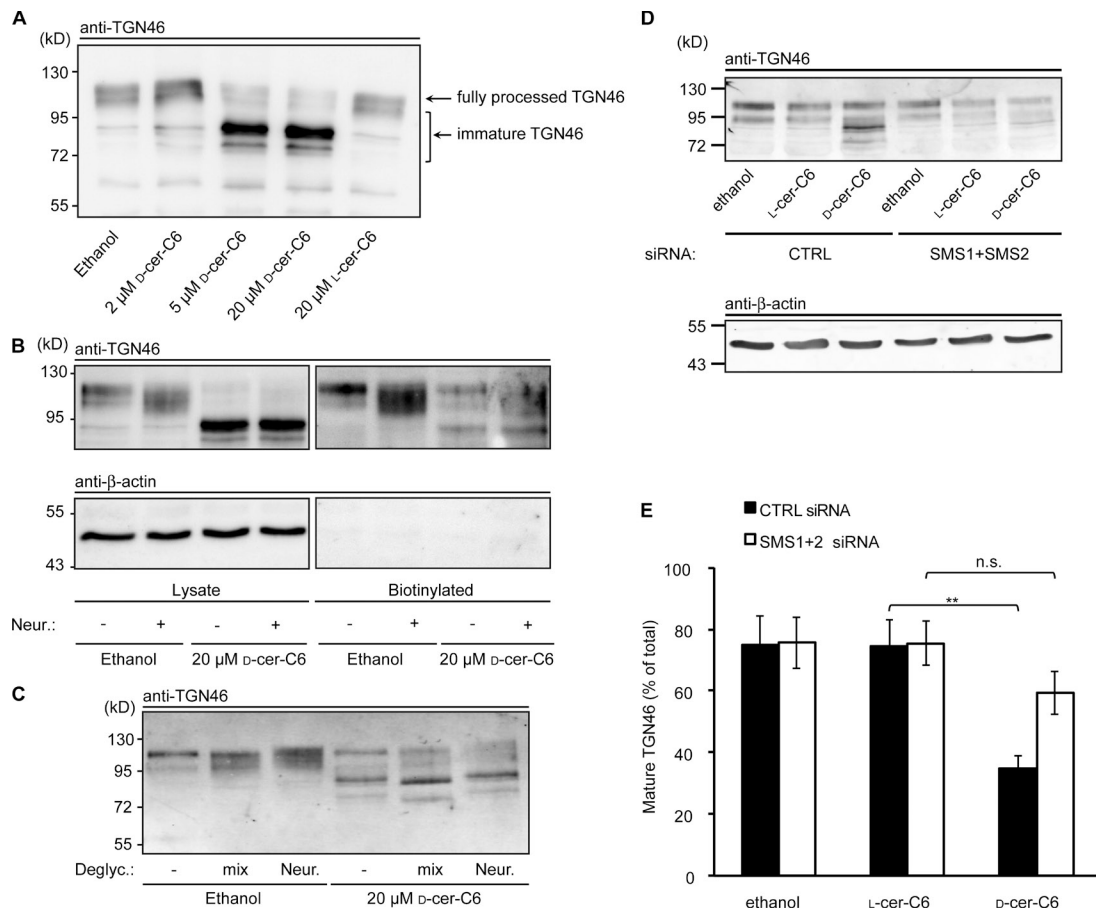 A
anti-TGN46
(kD)
130
95
72
55
fully processed TGN46
immature TGN46
Ethanol
2 µM D-cer-C6
5 µM D-cer-C6
20 µM D-cer-C6
20 µM L-cer-C6
B
(kD)
anti-TGN46
130
95
anti-β-actin
55
43
Lysate
Biotinylated
Neur.: - + - + - + - +
Ethanol 20 µM D-cer-C6 Ethanol 20 µM D-cer-C6
C
anti-TGN46
(kD)
130
95
72
55
Deglyc.: - mix Neur. - mix Neur.
Ethanol 20 µM D-cer-C6
D
(kD)
anti-TGN46
130
95
72
ethanol
L-cer-C6
D-cer-C6
ethanol
L-cer-C6
D-cer-C6
siRNA: CTRL SMS1+SMS2
anti-β-actin
55
43
E
CTRL siRNA
SMS1+2 siRNA
n.s.
**
Mature TGN46 (% of total)
100
80
60
40
20
0
ethanol L-cer-C6 D-cer-C6